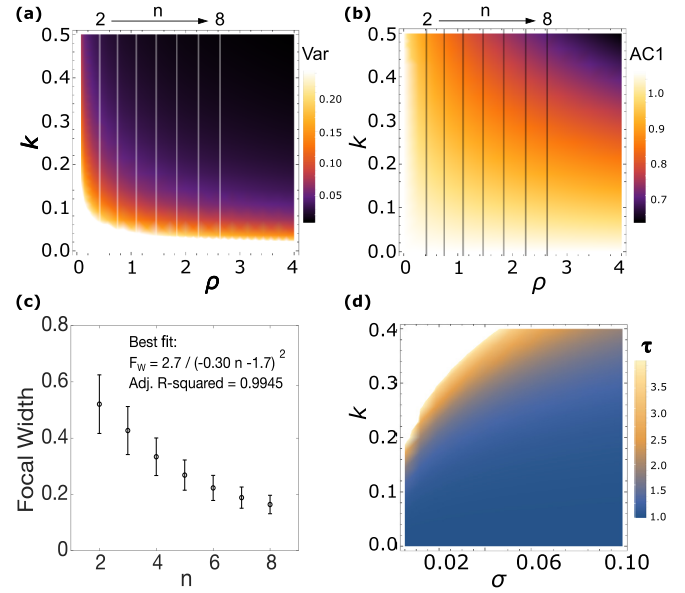 (a)
2 n 8
Var
k
0.5
0.4
0.3
0.2
0.1
0.0
0.20
0.15
0.10
0.05
0 1 2 3 4
ρ
(b)
2 n 8
AC1
k
0.5
0.4
0.3
0.2
0.1
0.0
1.0
0.9
0.8
0.7
0 1 2 3 4
ρ
(c)
Focal Width
0.8
0.6
0.4
0.2
0
Best fit:
F_W = 2.7 / (-0.30 n -1.7) ^2
Adj. R-squared = 0.9945
2 4 6 8
n
(d)
τ
k
0.4
0.3
0.2
0.1
0.0
3.5
3.0
2.5
2.0
1.5
1.0
0.02 0.06 0.10
σ